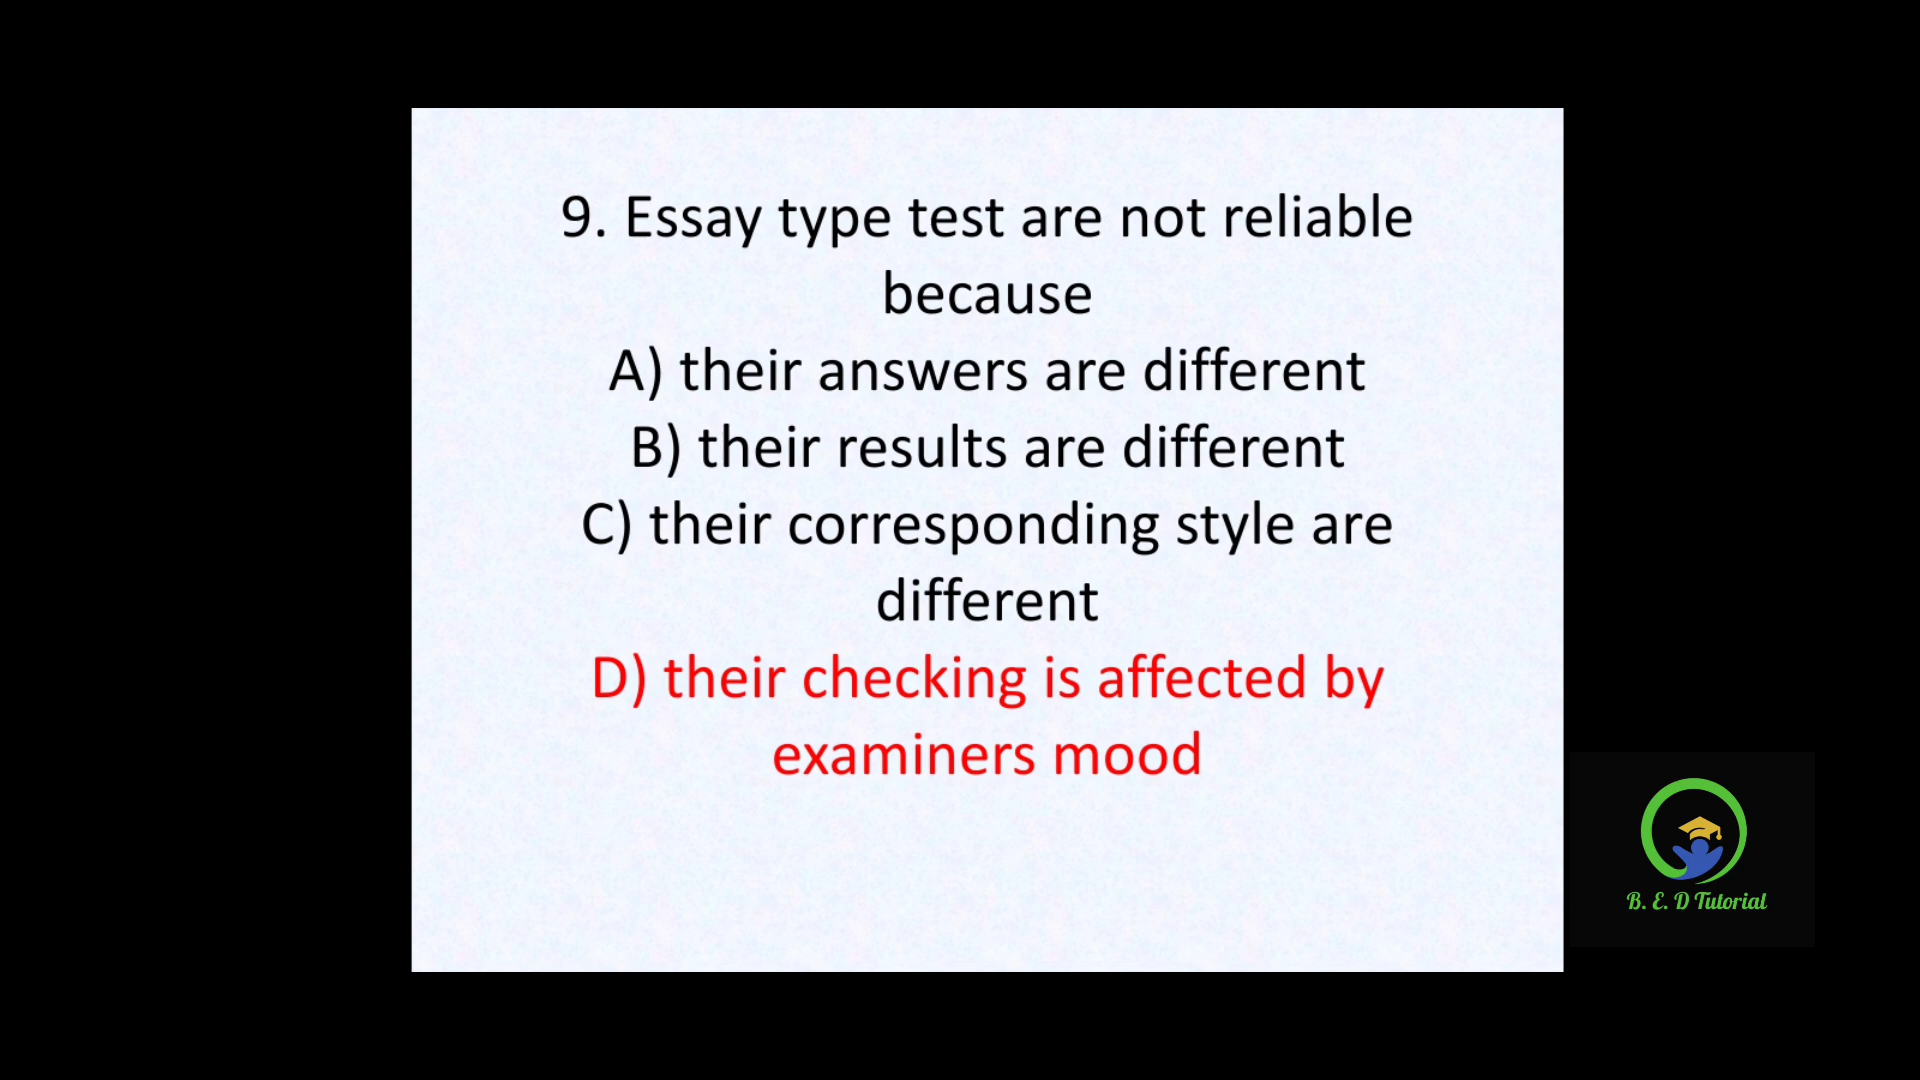 9. Essay type test are not reliable
because
A) their answers are different
B) their results are different
C) their corresponding style are
different
D) their checking is affected by
examiners mood
B. E. D Tutorial